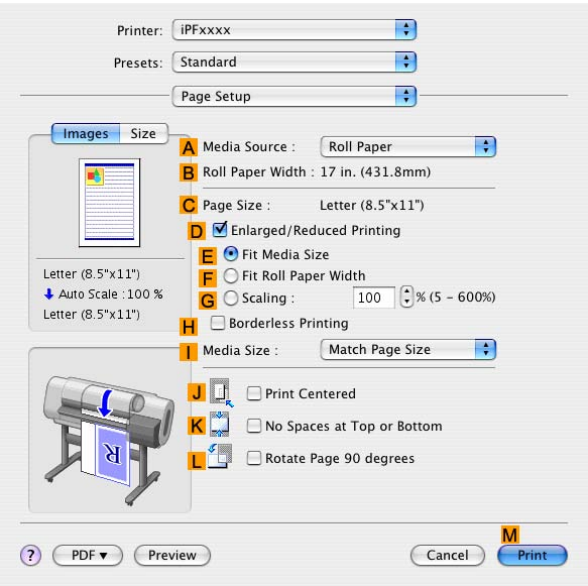 Printer: iPFxxxx
Presets: Standard
Page Setup
Images Size
A Media Source : Roll Paper
B Roll Paper Width : 17 in. (431.8mm)
C Page Size : Letter (8.5"x11")
D Enlarged/Reduced Printing
E Fit Media Size
F Fit Roll Paper Width
G Scaling : 100 % (5 - 600%)
H Borderless Printing
I Media Size : Match Page Size
Letter (8.5"x11")
Auto Scale :100 %
Letter (8.5"x11")
J Print Centered
K No Spaces at Top or Bottom
L Rotate Page 90 degrees
R
M
? PDF Preview Cancel Print